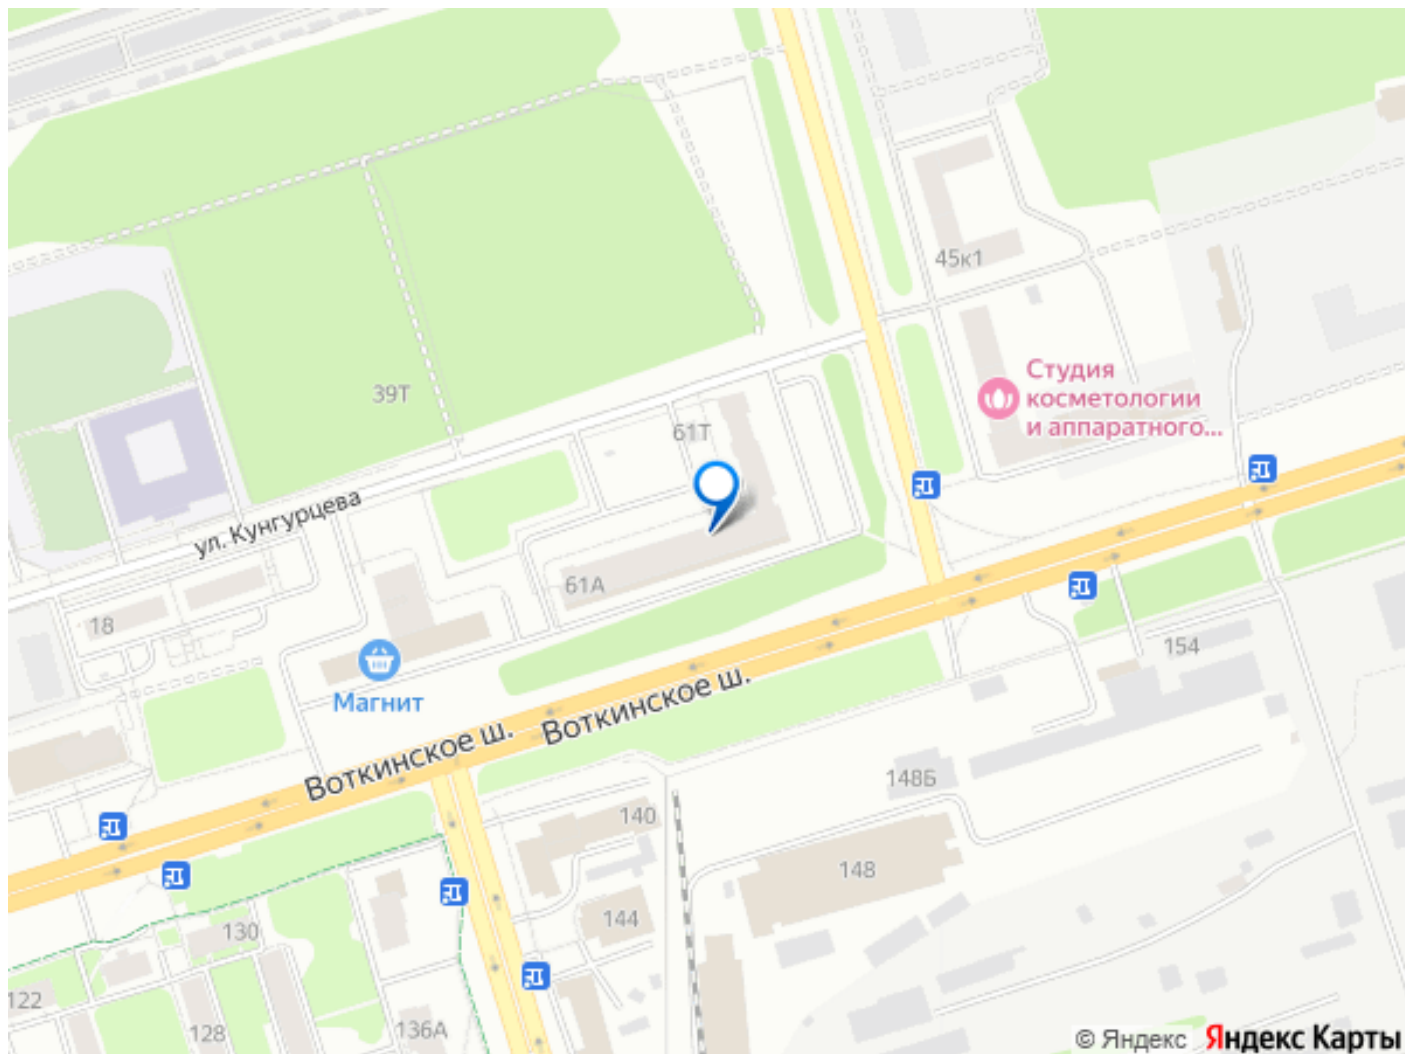 45к1
Студия
косметологии
и аппаратного...
39Т
61Т
ул. Кунгурцева
61А
18
Магнит
154
Воткинское ш.
Воткинское ш.
148Б
140
148
144
130
122
128
136А
© Яндекс Яндекс Карты